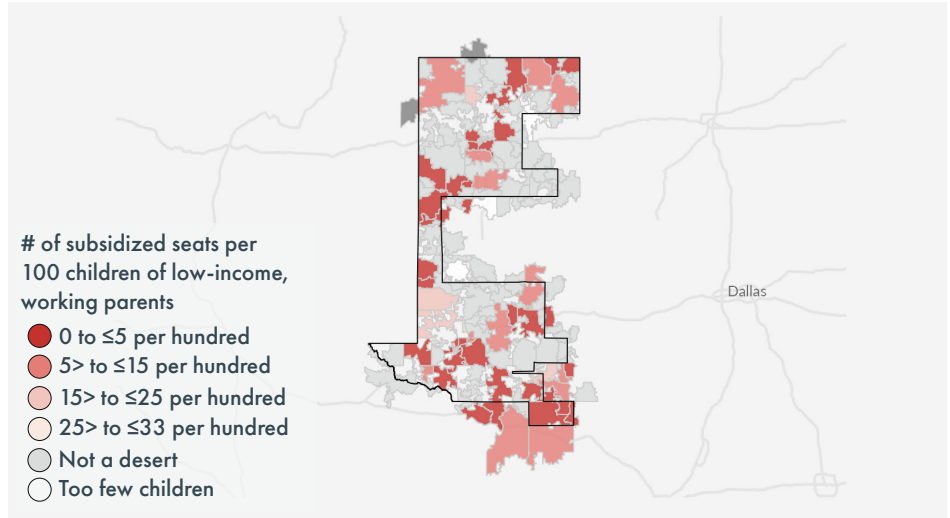 # of subsidized seats per
100 children of low-income,
working parents
0 to ≤5 per hundred
5> to ≤15 per hundred
15> to ≤25 per hundred
25> to ≤33 per hundred
Not a desert
Too few children
Dallas